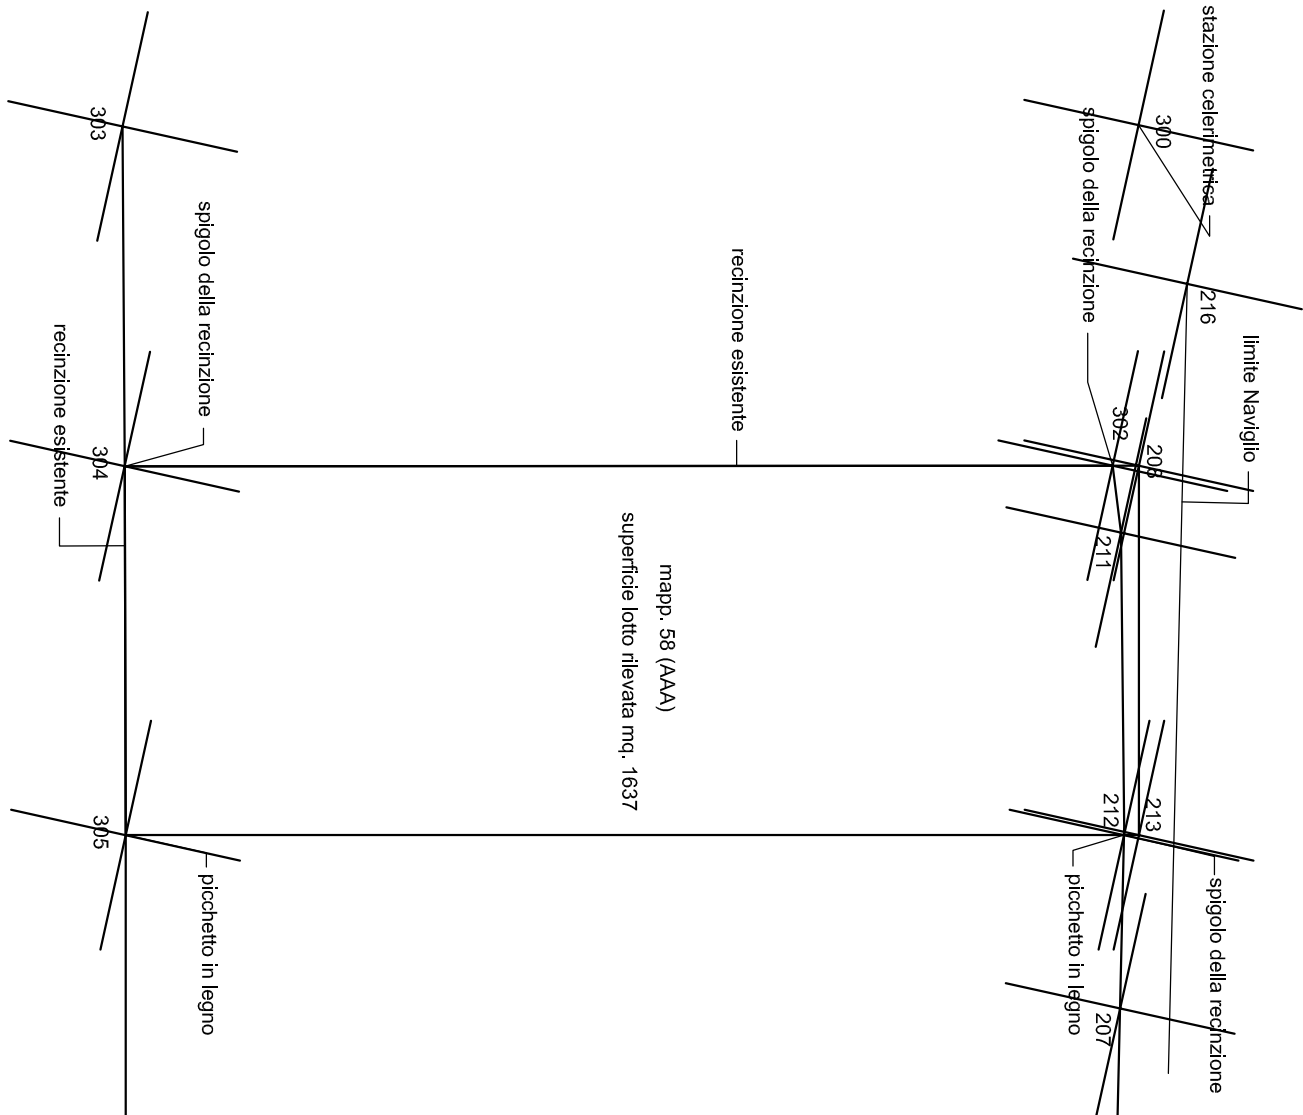 stazione celerimetrica
300
spigolo della recinzione
216
limite Naviglio
302
208
211
213
212
spigolo della recinzione
picchetto in legno
207
recinzione esistente
mapp. 58 (AAA)
superficie lotto rilevata mq. 1637
303
spigolo della recinzione
recinzione esistente
304
305
picchetto in legno